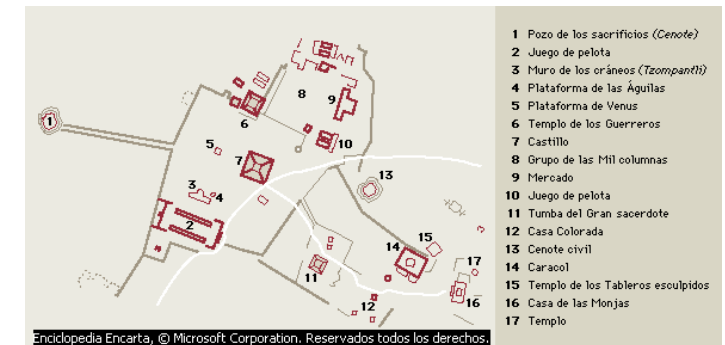 1
2
3
4
5
6
7
8
9
10
11
12
13
14
15
16
17
Enciclopedia Encarta, © Microsoft Corporation. Reservados todos los derechos.
1 Pozo de los sacrificios (Cenote)
2 Juego de pelota
3 Muro de los cráneos (Tzompantli)
4 Plataforma de las Águilas
5 Plataforma de Venus
6 Templo de los Guerreros
7 Castillo
8 Grupo de las Mil columnas
9 Mercado
10 Juego de pelota
11 Tumba del Gran sacerdote
12 Casa Colorada
13 Cenote civil
14 Caracol
15 Templo de los Tableros esculpidos
16 Casa de las Monjas
17 Templo